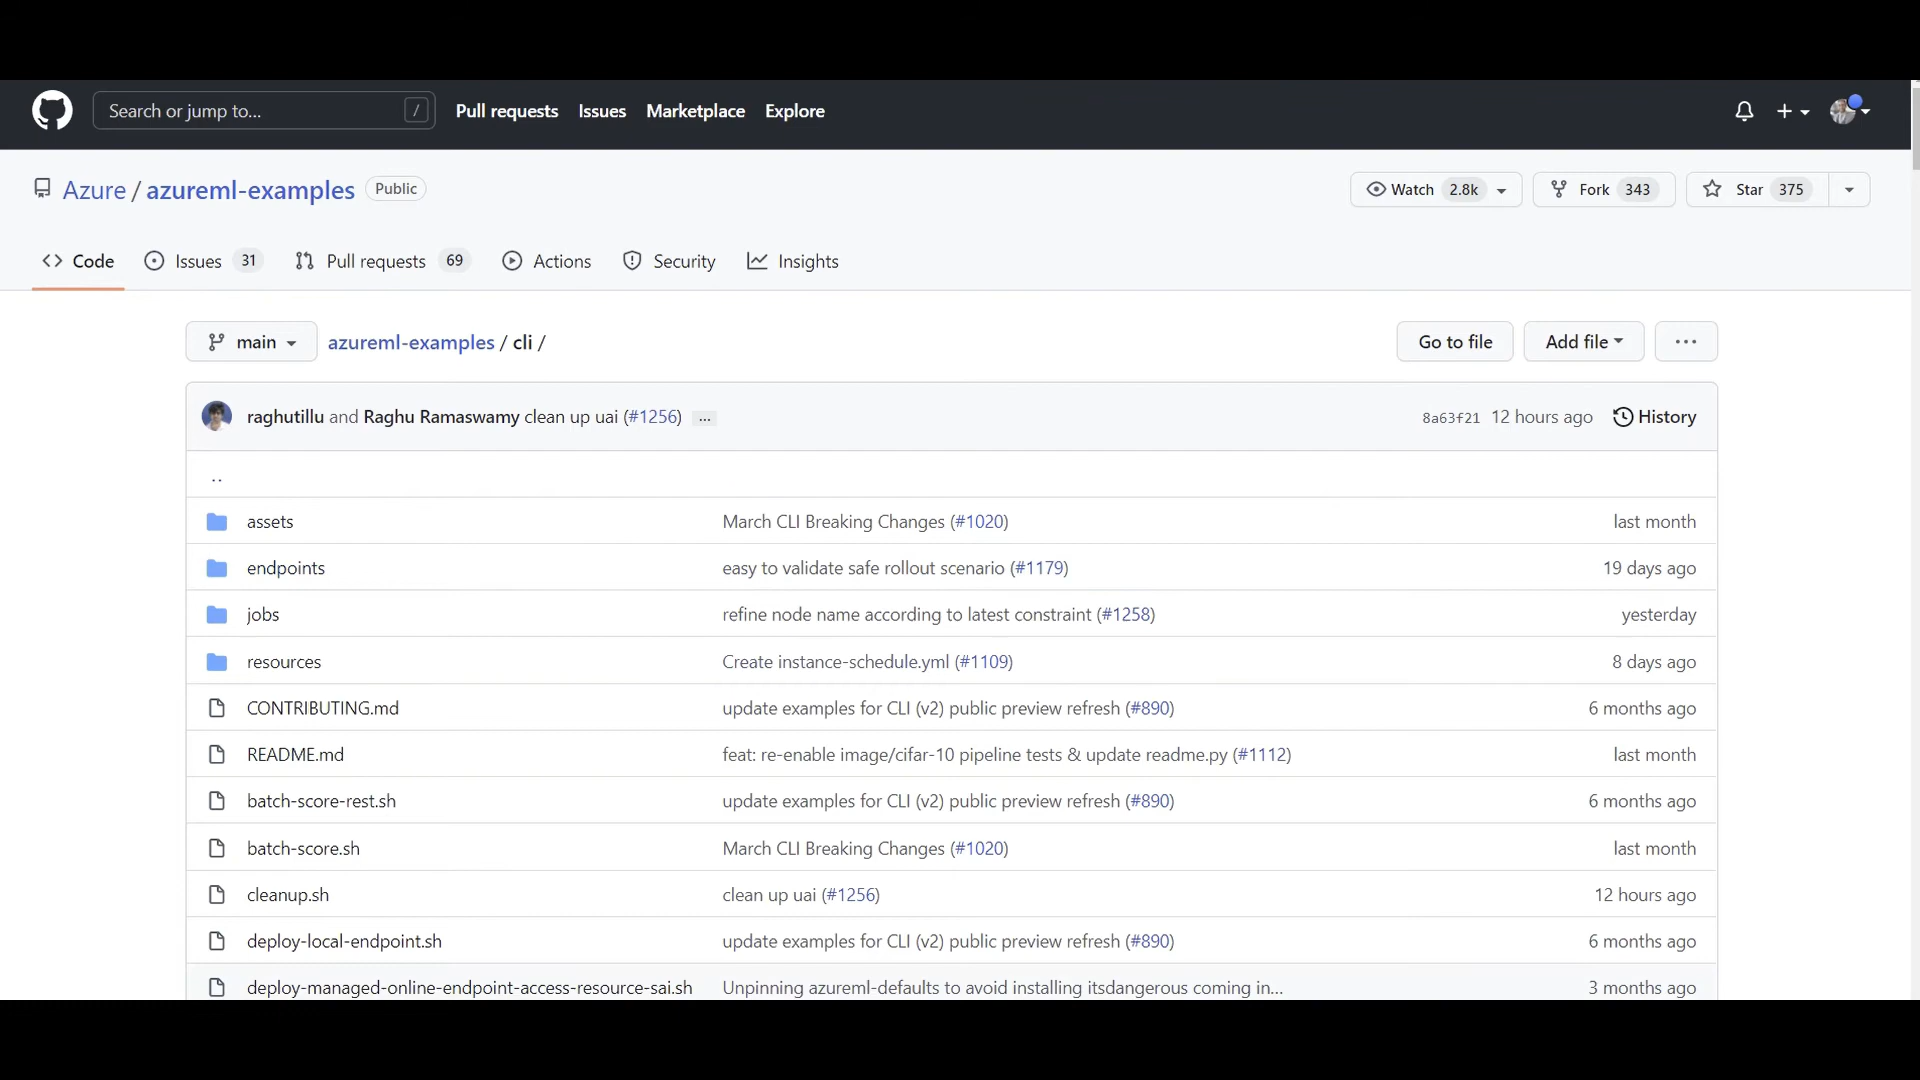 Search or jump to... / Pull requests Issues Marketplace Explore
Azure / azureml-examples Public Watch 2.8k Fork 343 Star 375
Code Issues 31 Pull requests 69 Actions Security Insights
main azureml-examples / cli / Go to file Add file ...
raghutillu and Raghu Ramaswamy clean up uai (#1256) ... 8a63f21 12 hours ago History
..
assets March CLI Breaking Changes (#1020) last month
endpoints easy to validate safe rollout scenario (#1179) 19 days ago
jobs refine node name according to latest constraint (#1258) yesterday
resources Create instance-schedule.yml (#1109) 8 days ago
CONTRIBUTING.md update examples for CLI (v2) public preview refresh (#890) 6 months ago
README.md feat: re-enable image/cifar-10 pipeline tests & update readme.py (#1112) last month
batch-score-rest.sh update examples for CLI (v2) public preview refresh (#890) 6 months ago
batch-score.sh March CLI Breaking Changes (#1020) last month
cleanup.sh clean up uai (#1256) 12 hours ago
deploy-local-endpoint.sh update examples for CLI (v2) public preview refresh (#890) 6 months ago
deploy-managed-online-endpoint-access-resource-sai.sh Unpinning azureml-defaults to avoid installing itsdangerous coming in... 3 months ago